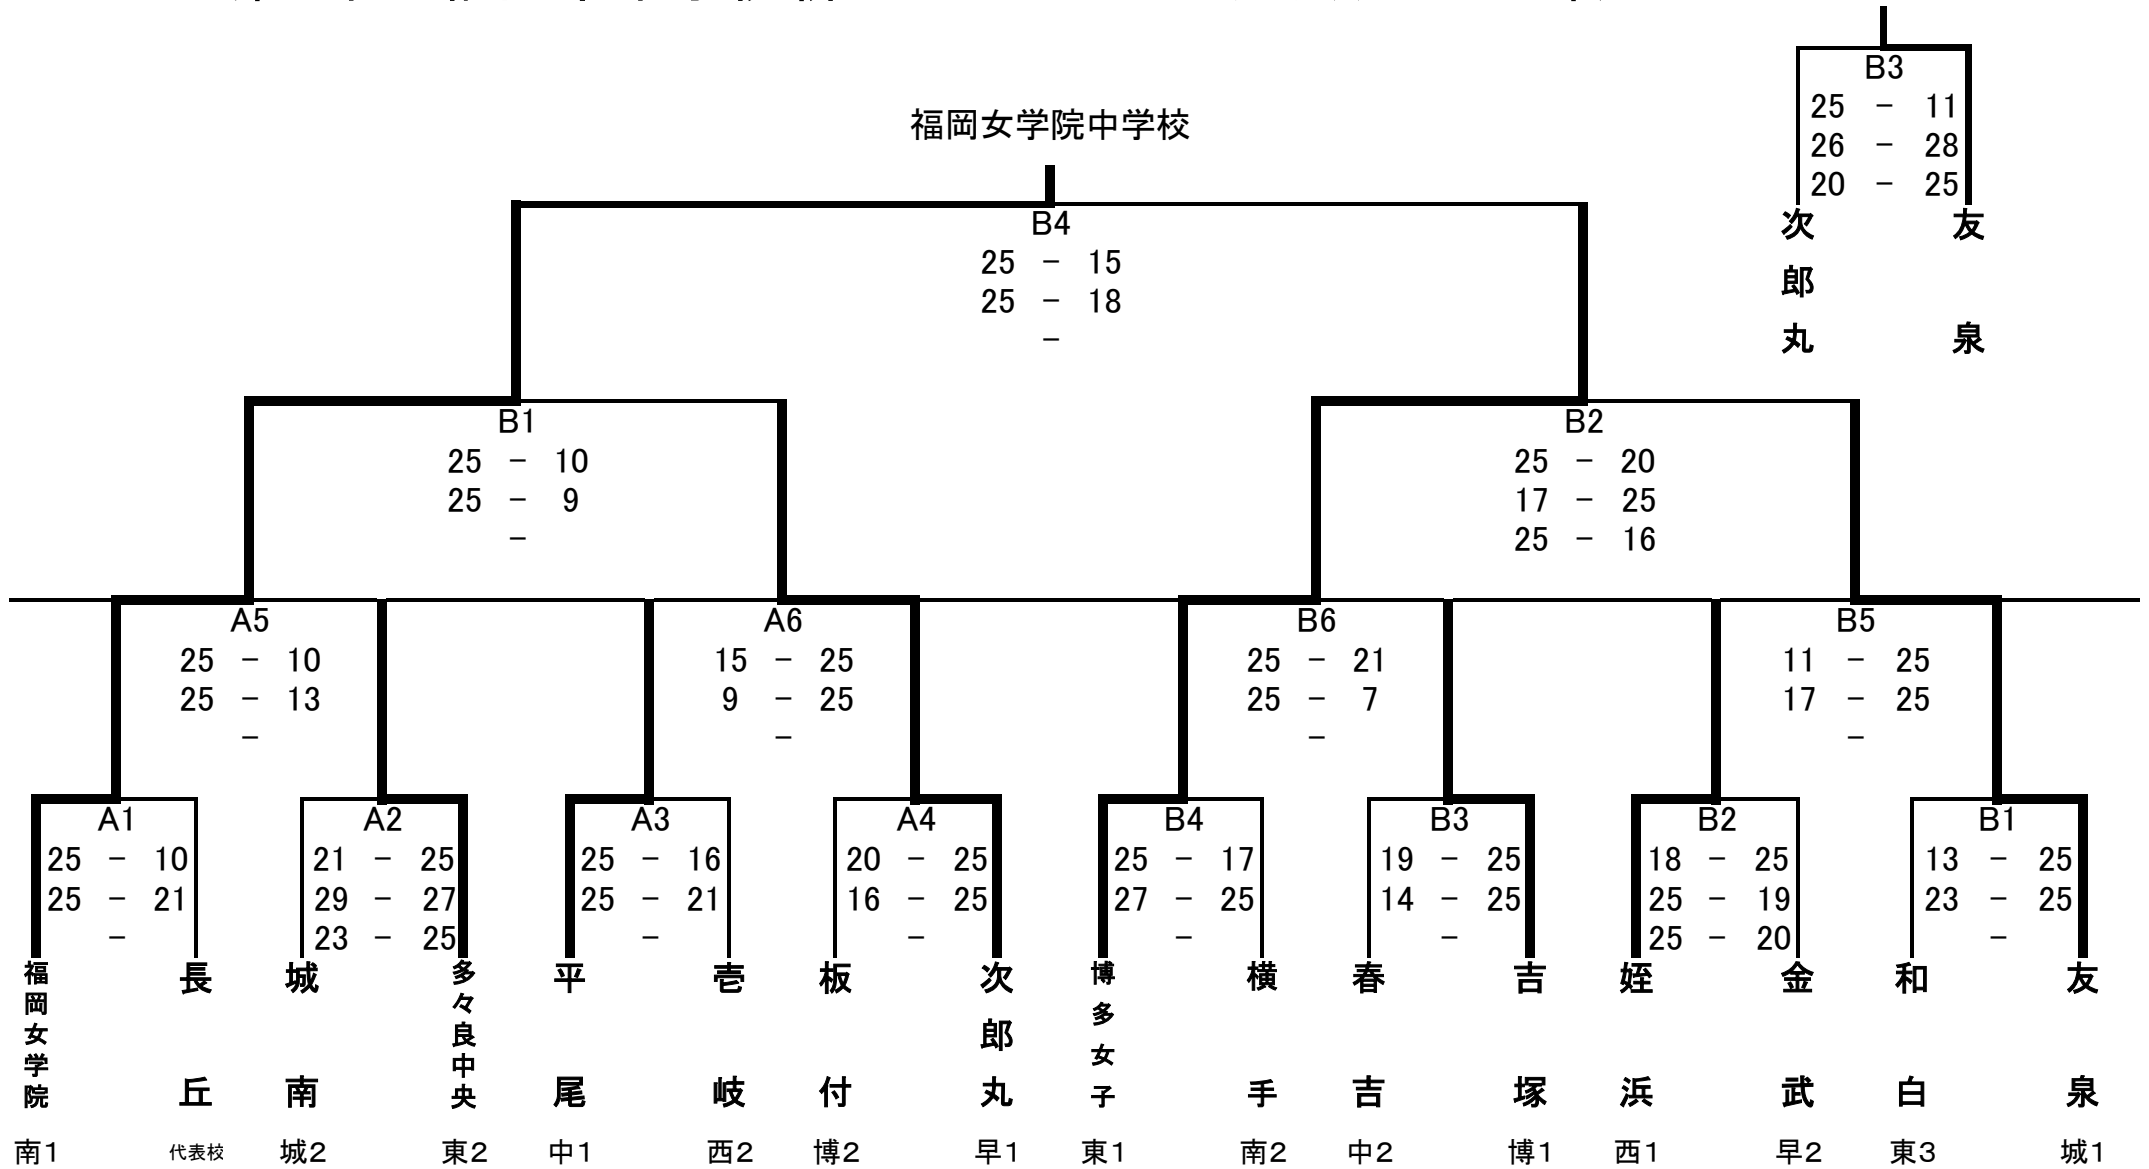 B3
25 - 11
26 - 28
20 - 25
次郎丸 友泉
福岡女学院中学校
B4
25 - 15
25 - 18
-
B1 B2
25 - 10 25 - 20
25 - 9 17 - 25
- 25 - 16
A5 A6 B6 B5
25 - 10 15 - 25 25 - 21 11 - 25
25 - 13 9 - 25 25 - 7 17 - 25
- - - -
A1 A2 A3 A4 B4 B3 B2 B1
25 - 10 21 - 25 25 - 16 20 - 25 25 - 17 19 - 25 18 - 25 13 - 25
25 - 21 29 - 27 25 - 21 16 - 25 27 - 25 14 - 25 25 - 19 23 - 25
- 23 - 25 - - - - 25 - 20 -
福岡女学院 長丘 城南 多々良中央 平尾 壱岐 板付 次郎丸 博多女子 横手 春吉 吉塚 姪浜 金武 和白 友泉
南1 代表枝 城2 東2 中1 西2 博2 早1 東1 南2 中2 博1 西1 早2 東3 城1